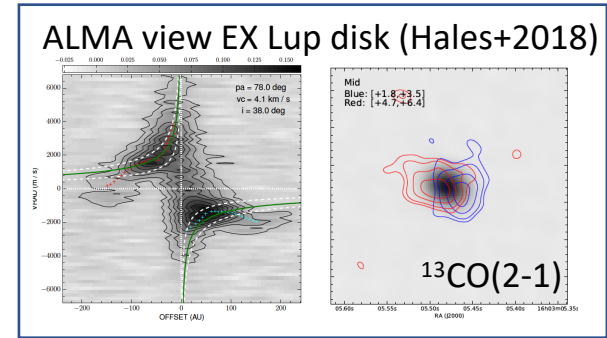 ALMA view EX Lup disk (Hales+2018)
−0.025 0.000 0.025 0.050 0.075 0.100 0.125 0.150
pa = 78.0 deg
vc = 4.1 km / s
i = 38.0 deg
6000
4000
2000
0
−2000
−4000
−6000
VRAD (m / s)
−200 −100 0 100 200
OFFSET (AU)
Mid
Blue: [+1.8,+3.5]
Red: [+4.7,+6.4]
¹³CO(2-1)
05.60s 05.55s 05.50s 05.45s 05.40s 16h03m05.35s
RA (J2000)